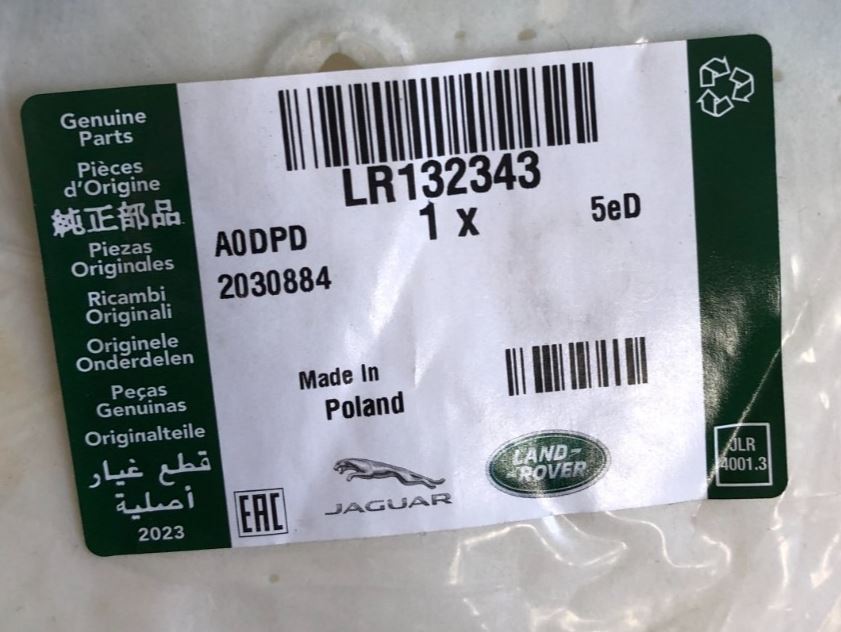 Genuine
Parts
Pièces
d'Origine
純正部品
Piezas
Originales
Ricambi
Originali
Originele
Onderdelen
Peças
Genuinas
Originalteile
قطع غيار
أصلية
2023
LR132343
1 x
5eD
A0DPD
2030884
Made In
Poland
EAC
JAGUAR
LAND-
-ROVER
JLR
4001.3